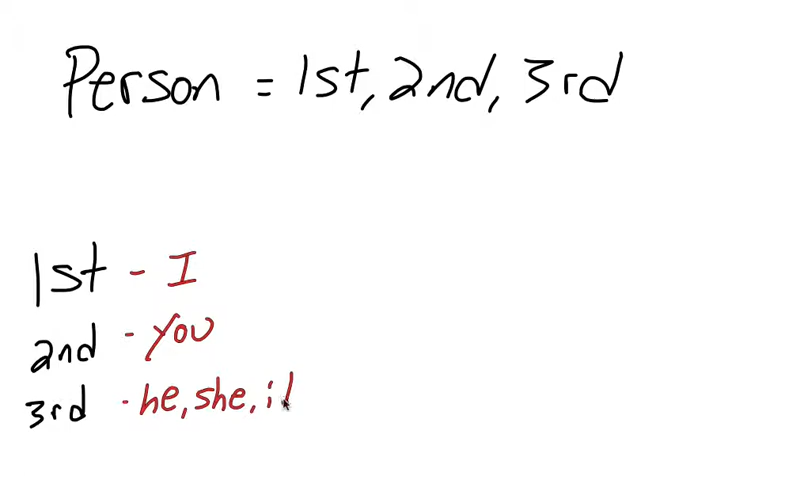 Person = 1st, 2nd, 3rd
1st - I
2nd - you
3rd - he, she,